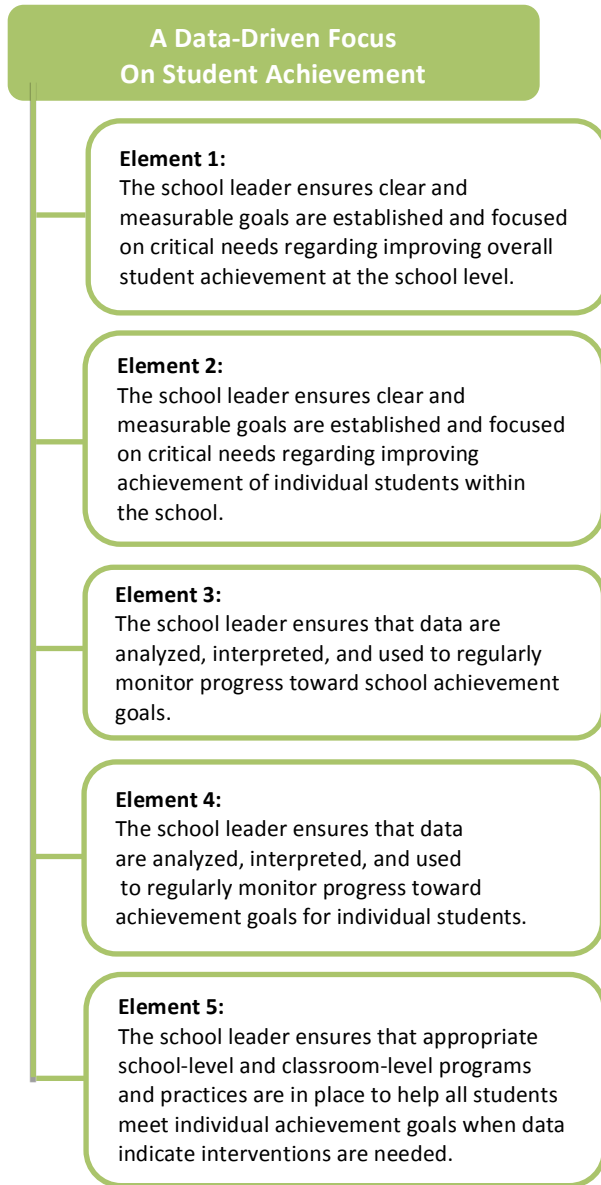 A Data-Driven Focus
On Student Achievement
Element 1:
The school leader ensures clear and
measurable goals are established and focused
on critical needs regarding improving overall
student achievement at the school level.
Element 2:
The school leader ensures clear and
measurable goals are established and focused
on critical needs regarding improving
achievement of individual students within
the school.
Element 3:
The school leader ensures that data are
analyzed, interpreted, and used to regularly
monitor progress toward school achievement
goals.
Element 4:
The school leader ensures that data
are analyzed, interpreted, and used
to regularly monitor progress toward
achievement goals for individual students.
Element 5:
The school leader ensures that appropriate
school-level and classroom-level programs
and practices are in place to help all students
meet individual achievement goals when data
indicate interventions are needed.